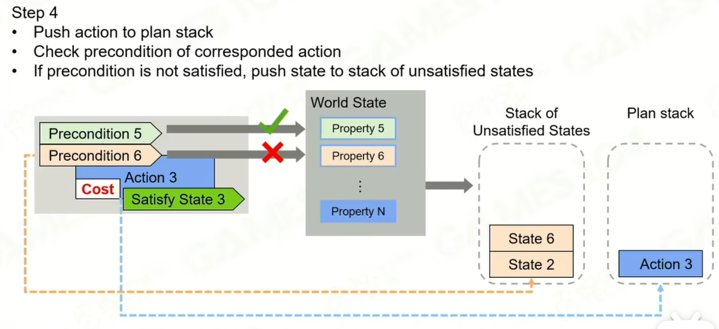 Step 4
• Push action to plan stack
• Check precondition of corresponded action
• If precondition is not satisfied, push state to stack of unsatisfied states
Precondition 5
Precondition 6
Action 3
Cost
Satisfy State 3
World State
Property 5
Property 6
⋮
Property N
Stack of
Unsatisfied States
State 6
State 2
Plan stack
Action 3